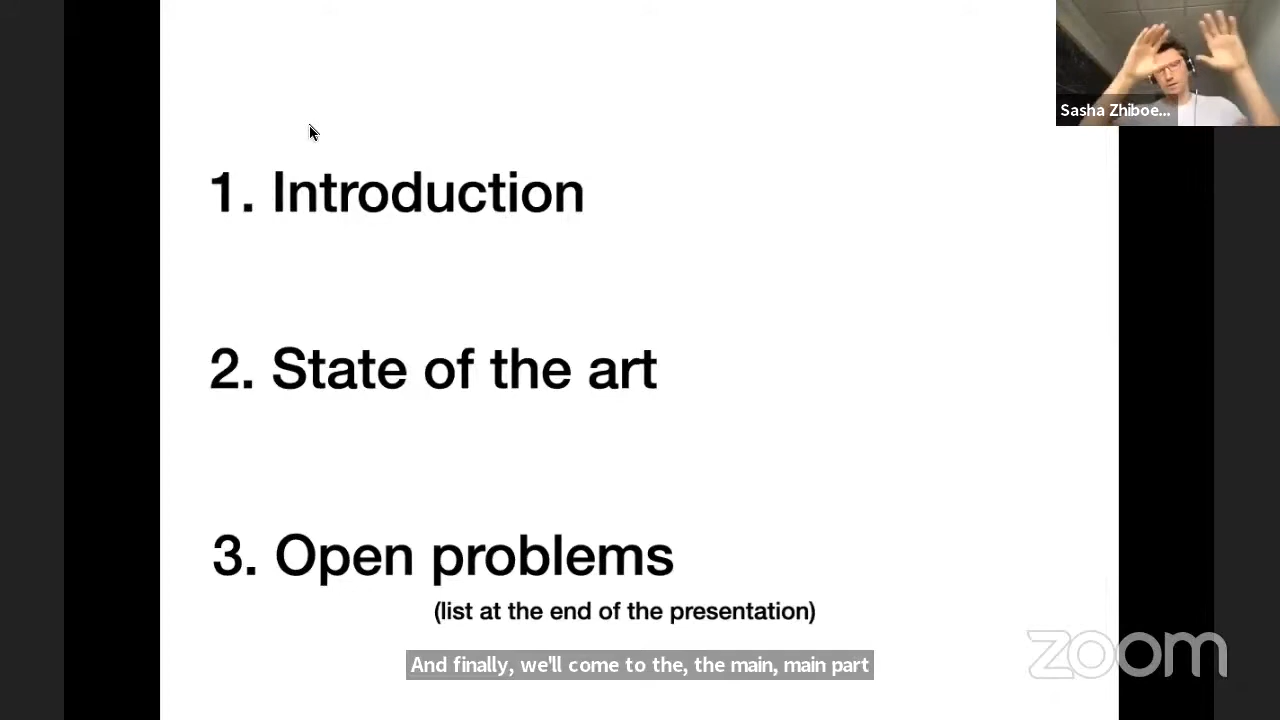 Sasha Zhiboe...
1. Introduction
2. State of the art
3. Open problems
(list at the end of the presentation)
And finally, we'll come to the, the main, main part
zoom